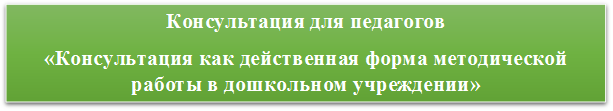 Консультация для педагогов
«Консультация как действенная форма методической
работы в дошкольном учреждении»